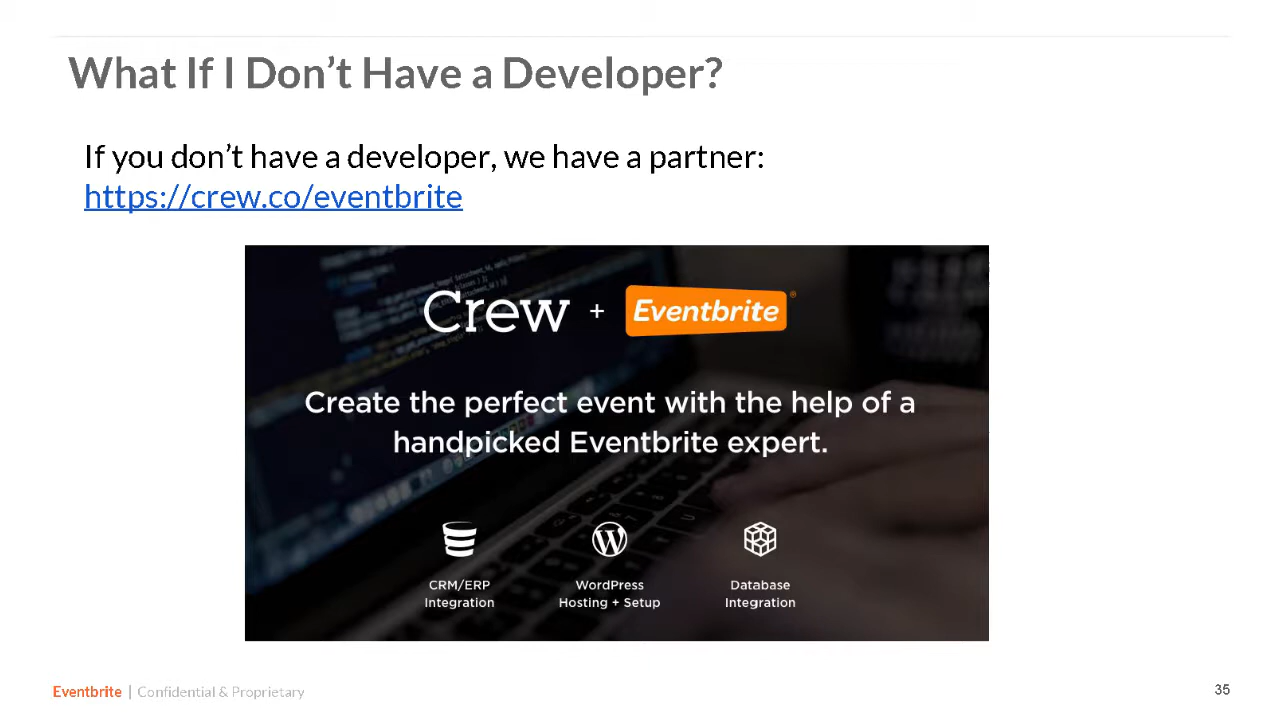 What If I Don't Have a Developer?
If you don't have a developer, we have a partner:
https://crew.co/eventbrite
Crew + Eventbrite®
Create the perfect event with the help of a
handpicked Eventbrite expert.
CRM/ERP
Integration
WordPress
Hosting + Setup
Database
Integration
Eventbrite | Confidential & Proprietary
35